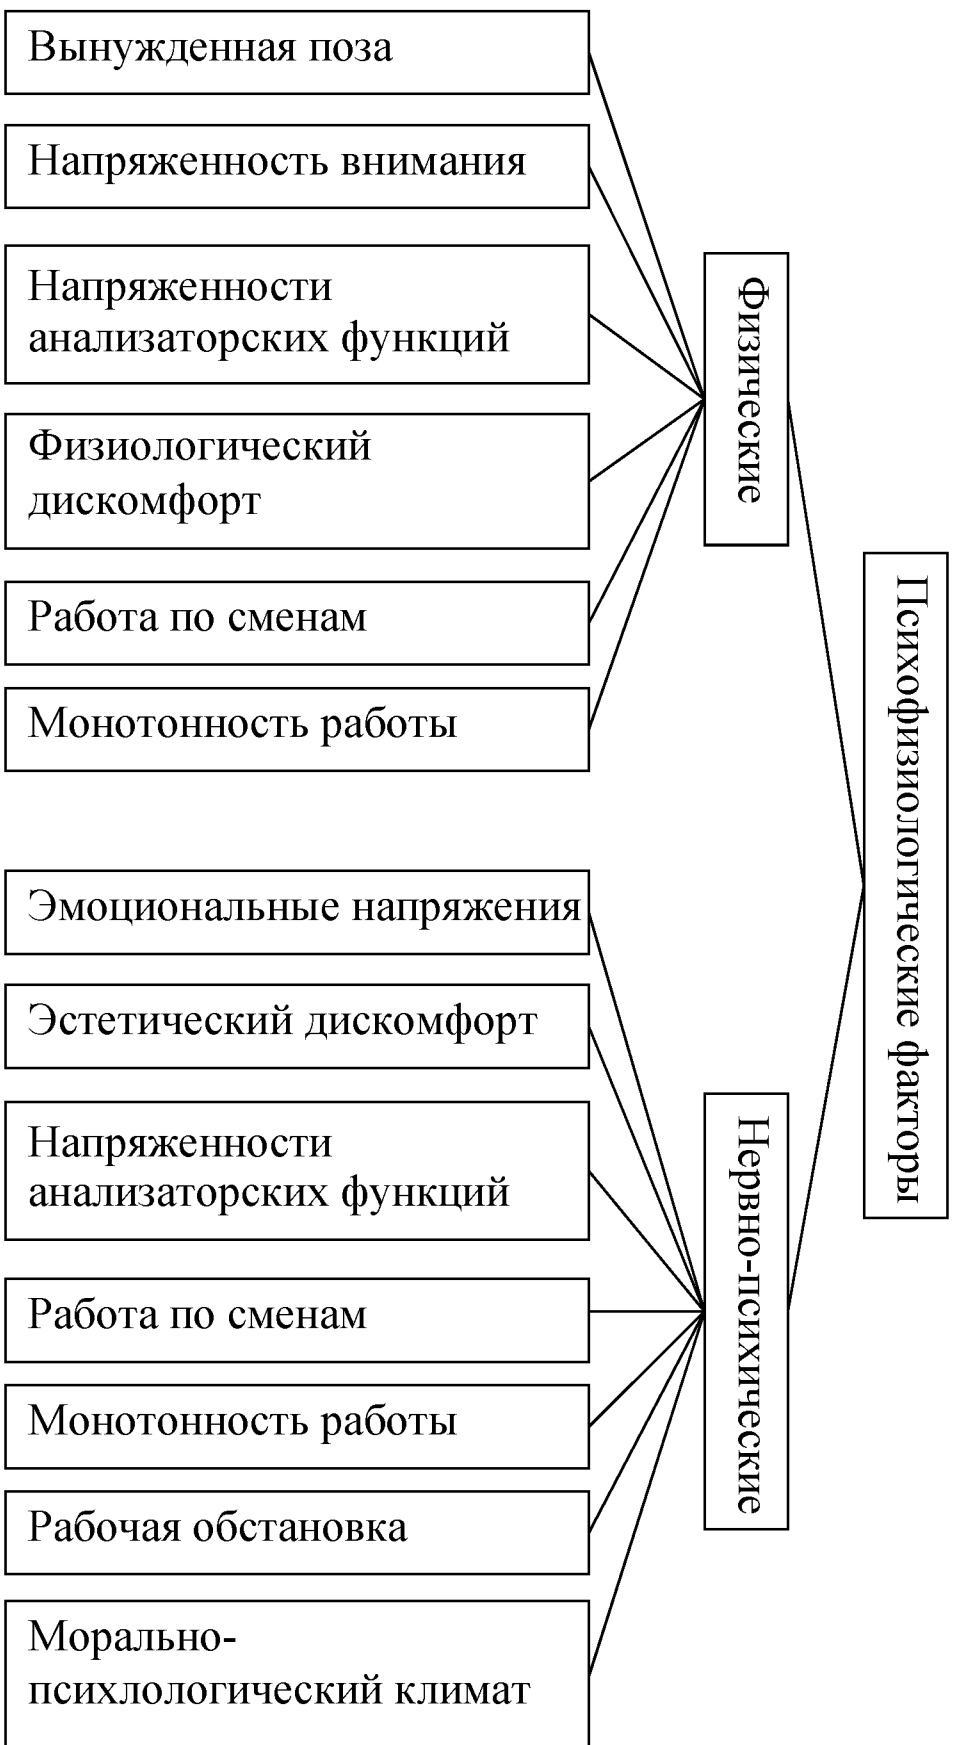 Вынужденная поза
Напряженность внимания
Напряженности
анализаторских функций
Физиологический
дискомфорт
Работа по сменам
Монотонность работы
Физические
Психофизиологические факторы
Эмоциональные напряжения
Эстетический дискомфорт
Напряженности
анализаторских функций
Работа по сменам
Монотонность работы
Рабочая обстановка
Морально-
психлологический климат
Нервно-психические